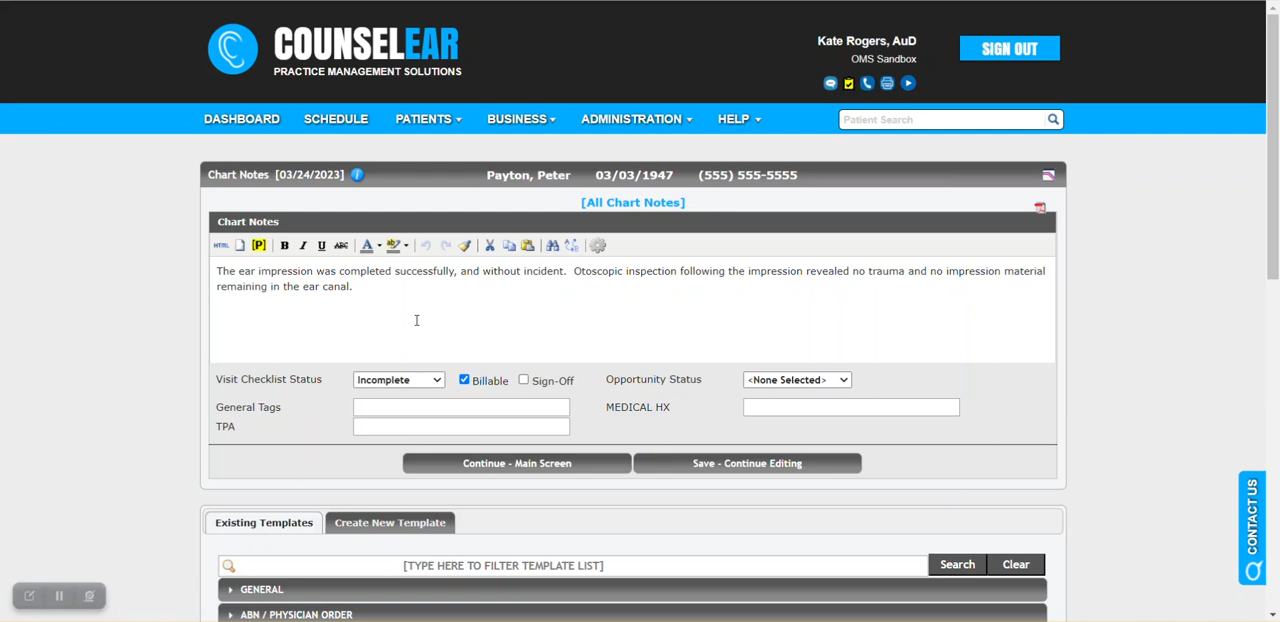 COUNSELEAR
PRACTICE MANAGEMENT SOLUTIONS
Kate Rogers, AuD
OMS Sandbox
SIGN OUT
DASHBOARD SCHEDULE PATIENTS BUSINESS ADMINISTRATION HELP Patient Search
Chart Notes [03/24/2023] Payton, Peter 03/03/1947 (555) 555-5555
[All Chart Notes]
Chart Notes
HTML [P] B I U ABC A ab
The ear impression was completed successfully, and without incident. Otoscopic inspection following the impression revealed no trauma and no impression material
remaining in the ear canal.
Visit Checklist Status Incomplete Billable Sign-Off Opportunity Status <None Selected>
General Tags MEDICAL HX
TPA
Continue - Main Screen Save - Continue Editing
CONTACT US
Existing Templates Create New Template
[TYPE HERE TO FILTER TEMPLATE LIST] Search Clear
GENERAL
ABN / PHYSICIAN ORDER